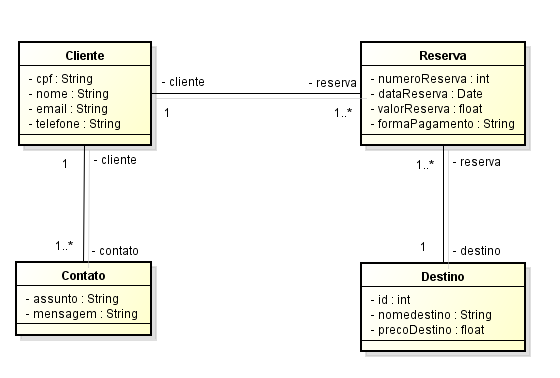 Cliente
- cpf : String
- nome : String
- email : String
- telefone : String
- cliente
- reserva
1
1..*
Reserva
- numeroReserva : int
- dataReserva : Date
- valorReserva : float
- formaPagamento : String
1
- cliente
1..*
- reserva
1..*
- contato
1
- destino
Contato
- assunto : String
- mensagem : String
Destino
- id : int
- nomedestino : String
- precoDestino : float